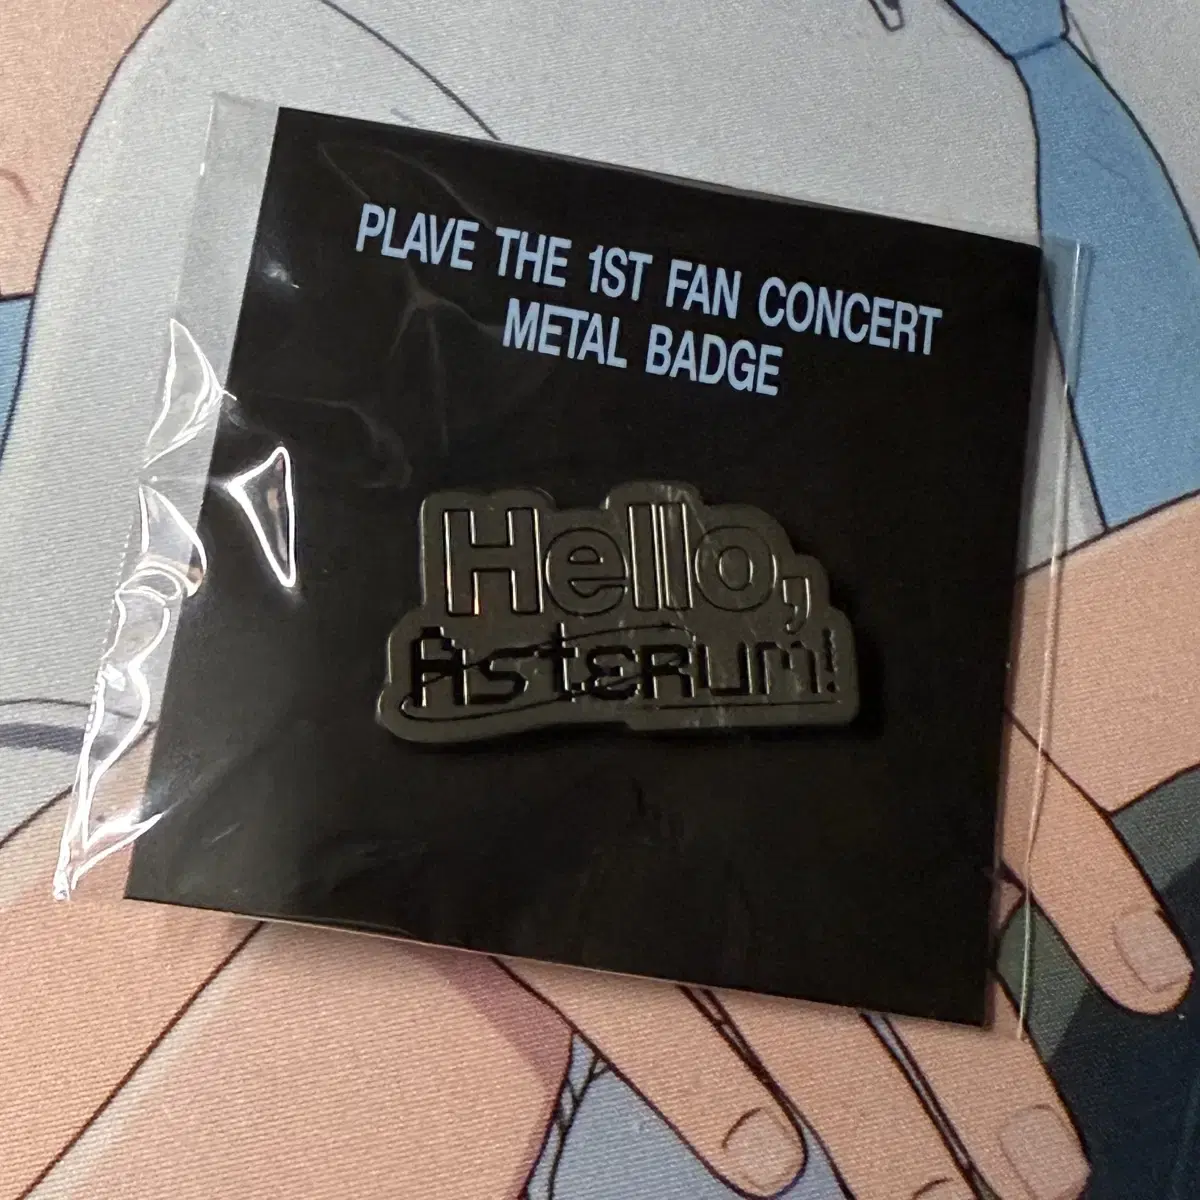 PLAVE THE 1ST FAN CONCERT
METAL BADGE
Hello,
Asterum!